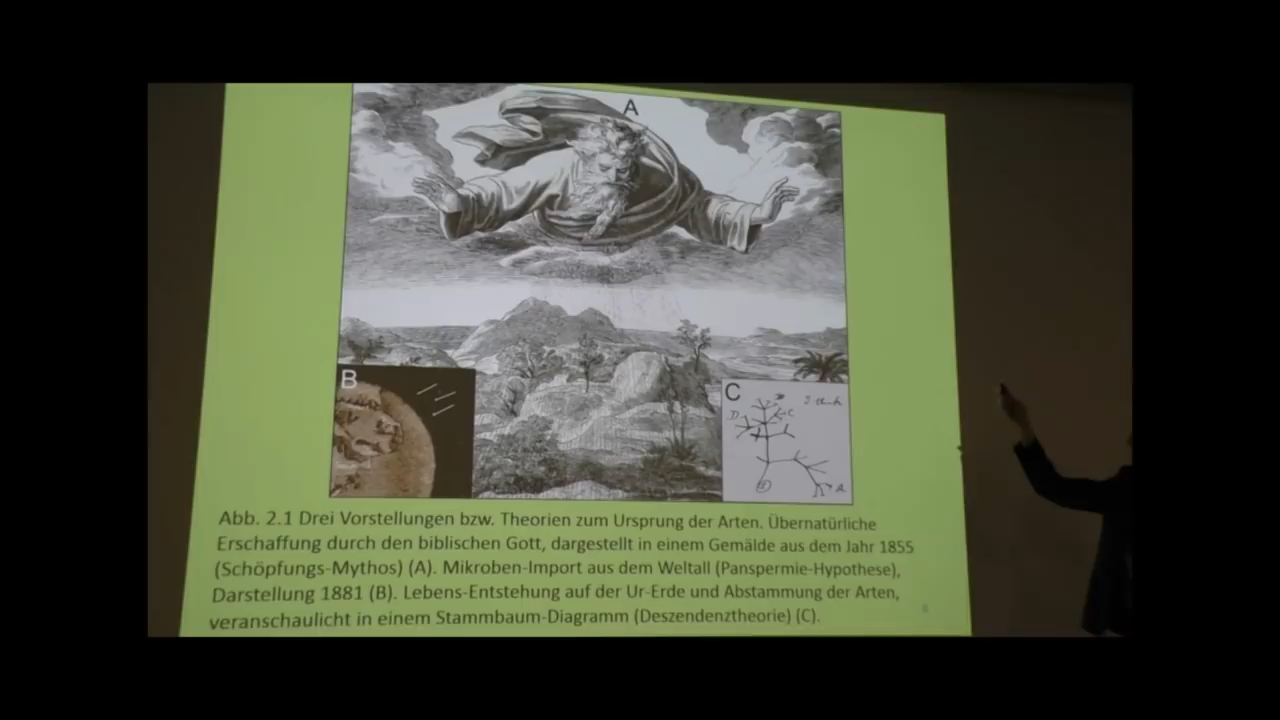 A
B
C
D
C
A
Abb. 2.1 Drei Vorstellungen bzw. Theorien zum Ursprung der Arten. Übernatürliche
Erschaffung durch den biblischen Gott, dargestellt in einem Gemälde aus dem Jahr 1855
(Schöpfungs-Mythos) (A). Mikroben-Import aus dem Weltall (Panspermie-Hypothese),
Darstellung 1881 (B). Lebens-Entstehung auf der Ur-Erde und Abstammung der Arten,
veranschaulicht in einem Stammbaum-Diagramm (Deszendenztheorie) (C).